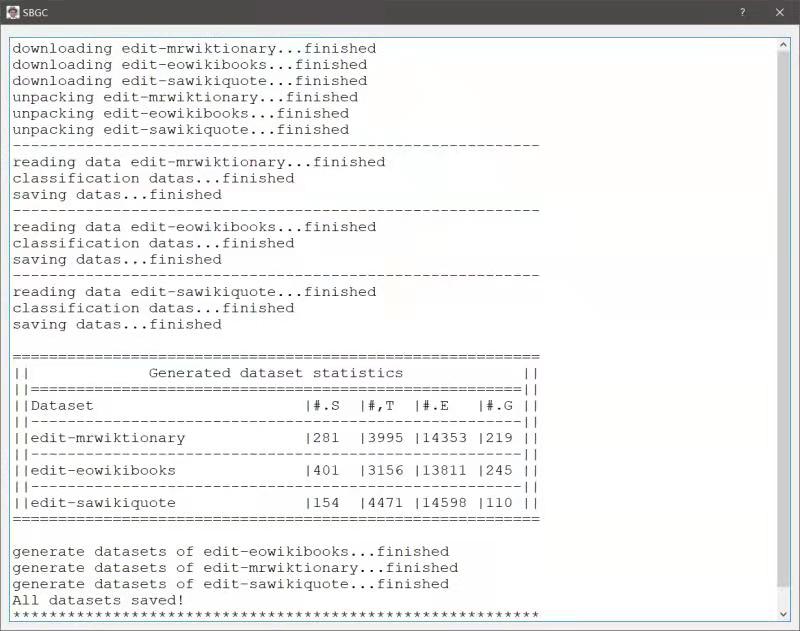 SBGC ? ×
downloading edit-mrwiktionary...finished
downloading edit-eowikibooks...finished
downloading edit-sawikiquote...finished
unpacking edit-mrwiktionary...finished
unpacking edit-eowikibooks...finished
unpacking edit-sawikiquote...finished
----------------------------------------------------------
reading data edit-mrwiktionary...finished
classification datas...finished
saving datas...finished
----------------------------------------------------------
reading data edit-eowikibooks...finished
classification datas...finished
saving datas...finished
----------------------------------------------------------
reading data edit-sawikiquote...finished
classification datas...finished
saving datas...finished
==========================================================
|| Generated dataset statistics ||
||======================================================||
||Dataset |#.S |#,T |#.E |#.G ||
||------------------------------------------------------||
||edit-mrwiktionary |281 |3995 |14353 |219 ||
||------------------------------------------------------||
||edit-eowikibooks |401 |3156 |13811 |245 ||
||------------------------------------------------------||
||edit-sawikiquote |154 |4471 |14598 |110 ||
==========================================================
generate datasets of edit-eowikibooks...finished
generate datasets of edit-mrwiktionary...finished
generate datasets of edit-sawikiquote...finished
All datasets saved!
**********************************************************